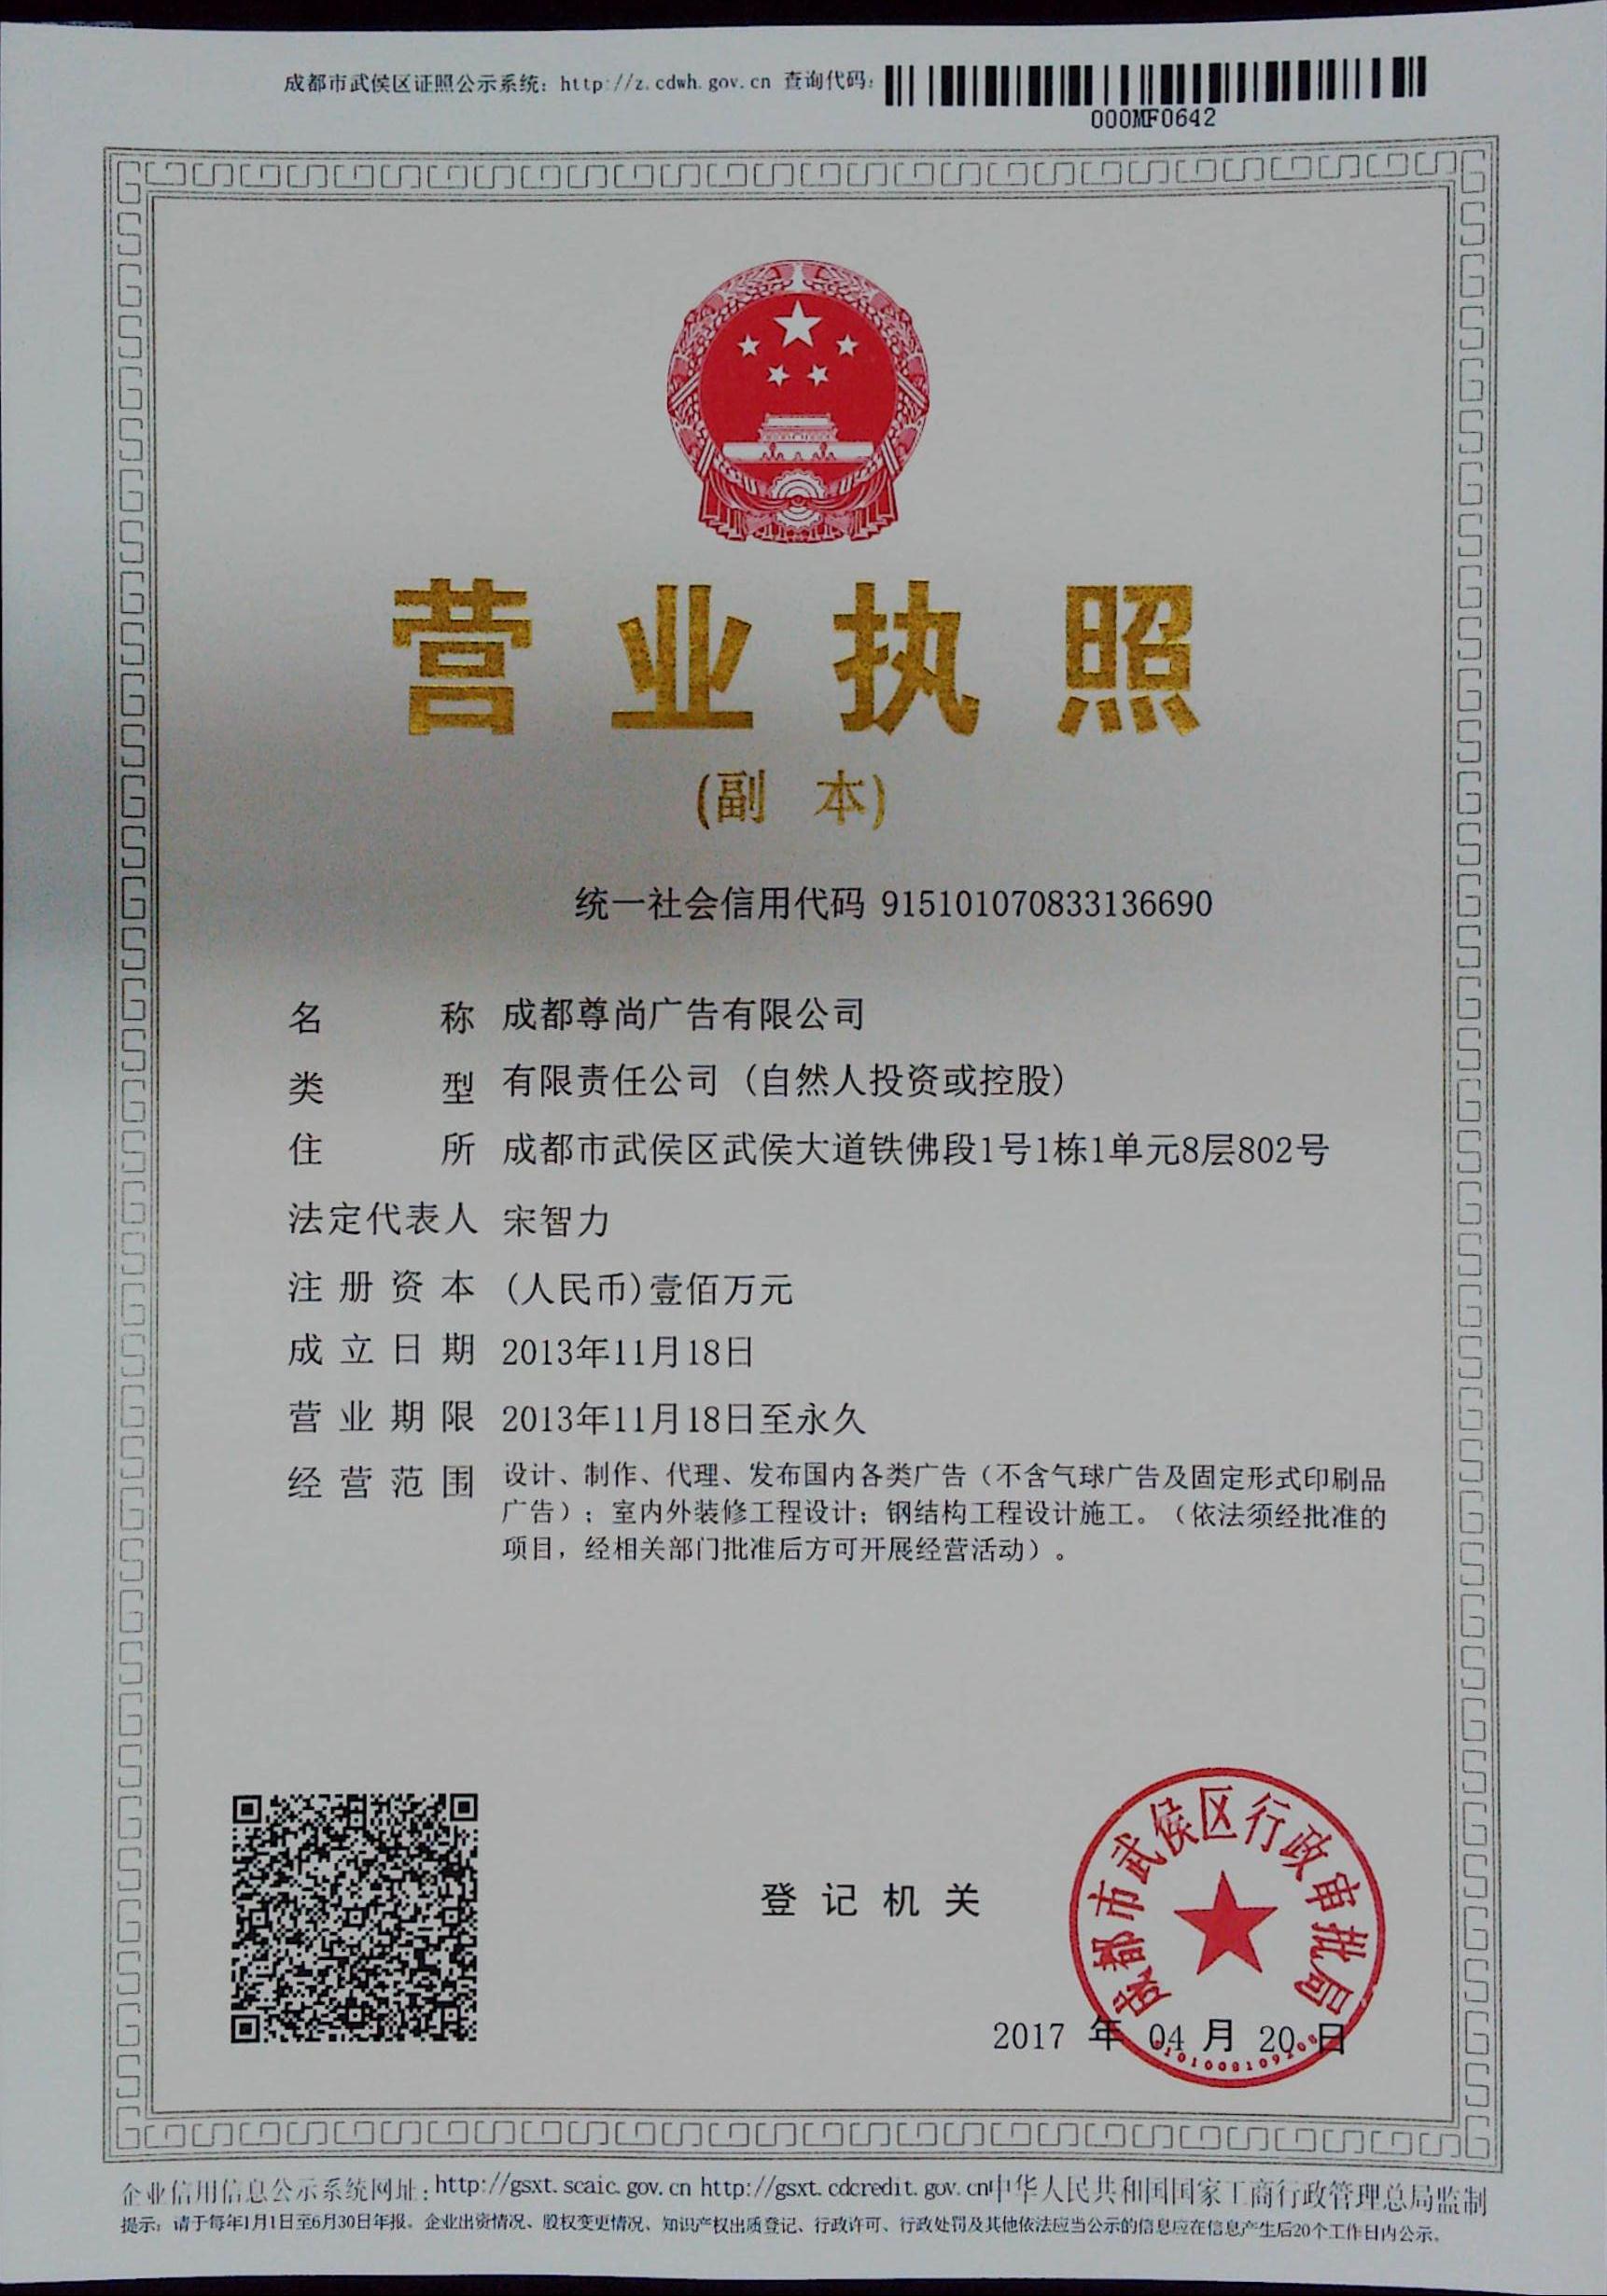 成都市武侯区证照公示系统：http://z.cdwh.gov.cn 查询代码：
000MF0642
营业执照
(副 本)
统一社会信用代码 915101070833136690
名 称 成都尊尚广告有限公司
类 型 有限责任公司（自然人投资或控股）
住 所 成都市武侯区武侯大道铁佛段1号1栋1单元8层802号
法定代表人 宋智力
注册资本 (人民币)壹佰万元
成立日期 2013年11月18日
营业期限 2013年11月18日至永久
经营范围 设计、制作、代理、发布国内各类广告（不含气球广告及固定形式印刷品
广告）；室内外装修工程设计；钢结构工程设计施工。（依法须经批准的
项目，经相关部门批准后方可开展经营活动）。
成都市武侯区行政审批局
登记机关
2017 年 04 月 20 日
企业信用信息公示系统网址：http://gsxt.scaic.gov.cn http://gsxt.cdcredit.gov.cn中华人民共和国国家工商行政管理总局监制
提示：请于每年1月1日至6月30日年报。企业出资情况、股权变更情况、知识产权出质登记、行政许可、行政处罚及其他依法应当公示的信息应在信息产生后20个工作日内公示。